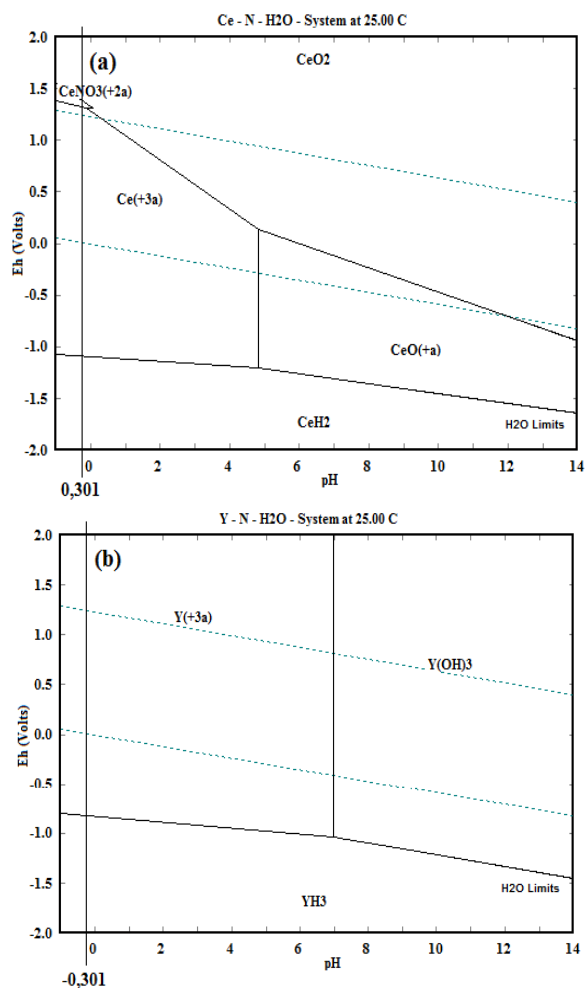 Ce - N - H2O - System at 25.00 C
2.0
(a)
CeO2
1.5
CeNO3(+2a)
1.0
0.5
Ce(+3a)
0.0
Eh (Volts)
-0.5
-1.0
CeO(+a)
-1.5
CeH2
H2O Limits
-2.0
0 2 4 6 8 10 12 14
pH
0,301
Y - N - H2O - System at 25.00 C
2.0
(b)
1.5
Y(+3a)
1.0
Y(OH)3
0.5
0.0
Eh (Volts)
-0.5
-1.0
-1.5
YH3
H2O Limits
-2.0
0 2 4 6 8 10 12 14
pH
-0,301